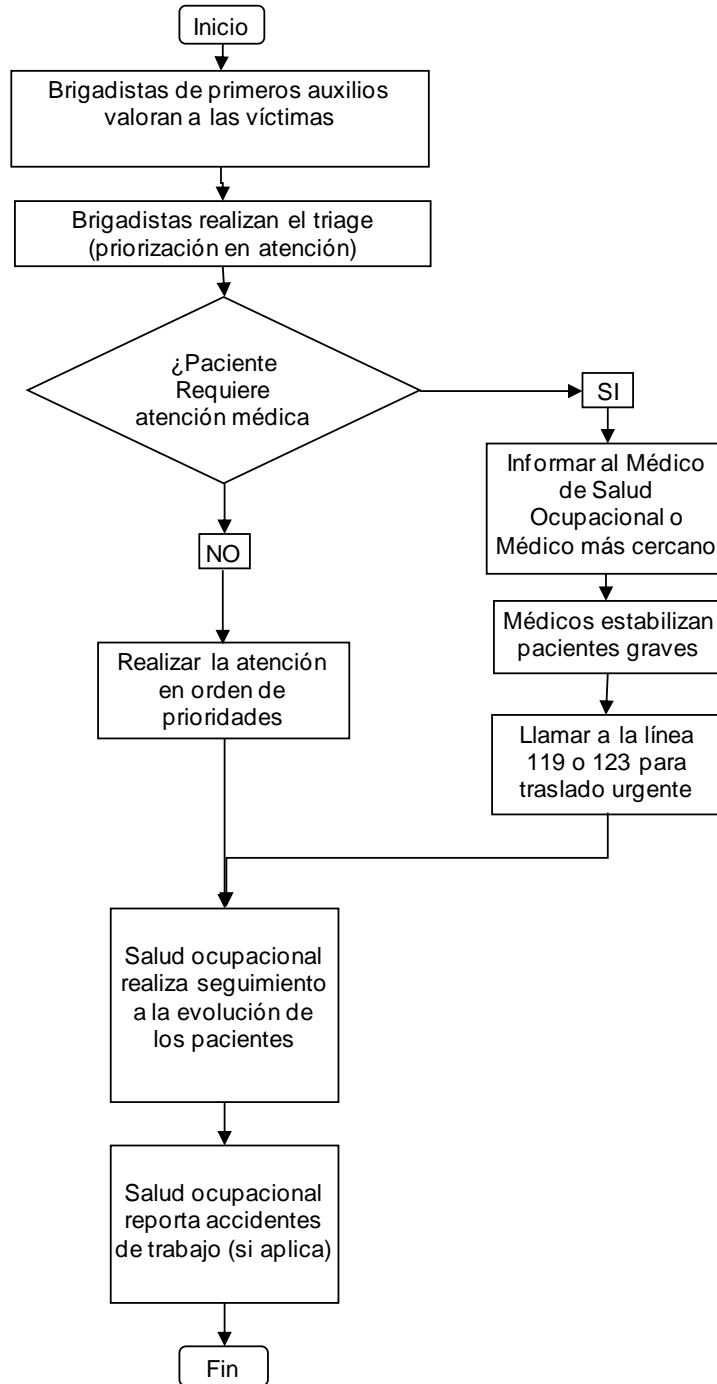 Inicio
Brigadistas de primeros auxilios
valoran a las víctimas
Brigadistas realizan el triage
(priorización en atención)
¿Paciente
Requiere
atención médica
SI
Informar al Médico
de Salud
Ocupacional o
Médico más cercano
NO
Médicos estabilizan
pacientes graves
Realizar la atención
en orden de
prioridades
Llamar a la línea
119 o 123 para
traslado urgente
Salud ocupacional
realiza seguimiento
a la evolución de
los pacientes
Salud ocupacional
reporta accidentes
de trabajo (si aplica)
Fin